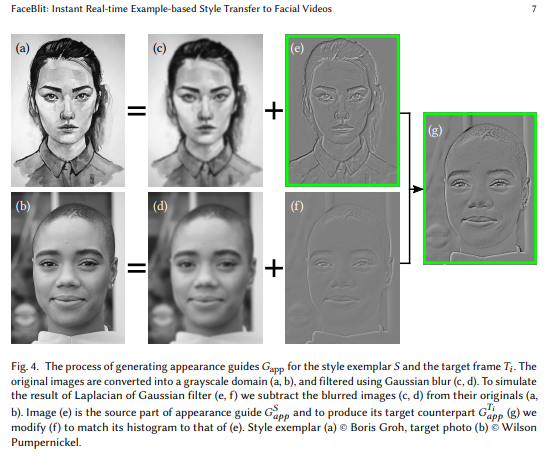 FaceBlit: Instant Real-time Example-based Style Transfer to Facial Videos 7
(a) (c) (e)
(g)
(b) (d) (f)
Fig. 4. The process of generating appearance guides Gapp for the style exemplar S and the target frame Ti. The
original images are converted into a grayscale domain (a, b), and filtered using Gaussian blur (c, d). To simulate
the result of Laplacian of Gaussian filter (e, f) we subtract the blurred images (c, d) from their originals (a,
b). Image (e) is the source part of appearance guide G^S_app and to produce its target counterpart G^Ti_app (g) we
modify (f) to match its histogram to that of (e). Style exemplar (a) © Boris Groh, target photo (b) © Wilson
Pumpernickel.